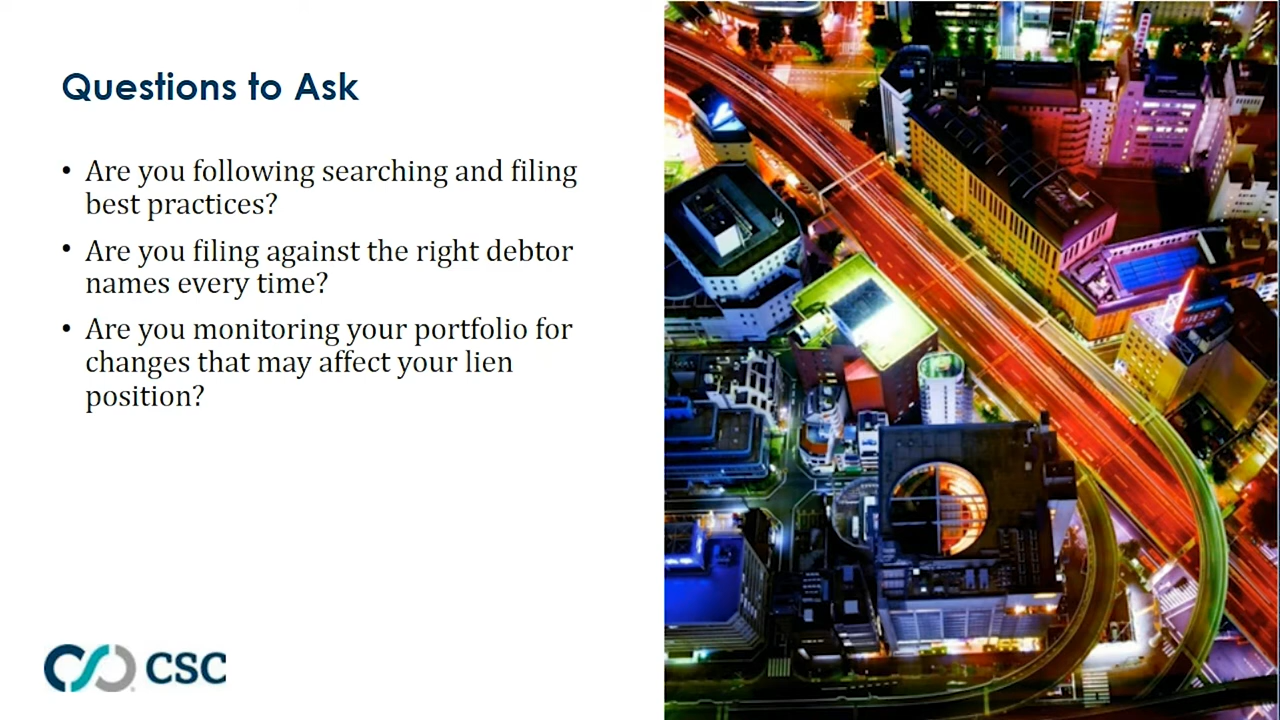 Questions to Ask
• Are you following searching and filing
best practices?
• Are you filing against the right debtor
names every time?
• Are you monitoring your portfolio for
changes that may affect your lien
position?
CSC